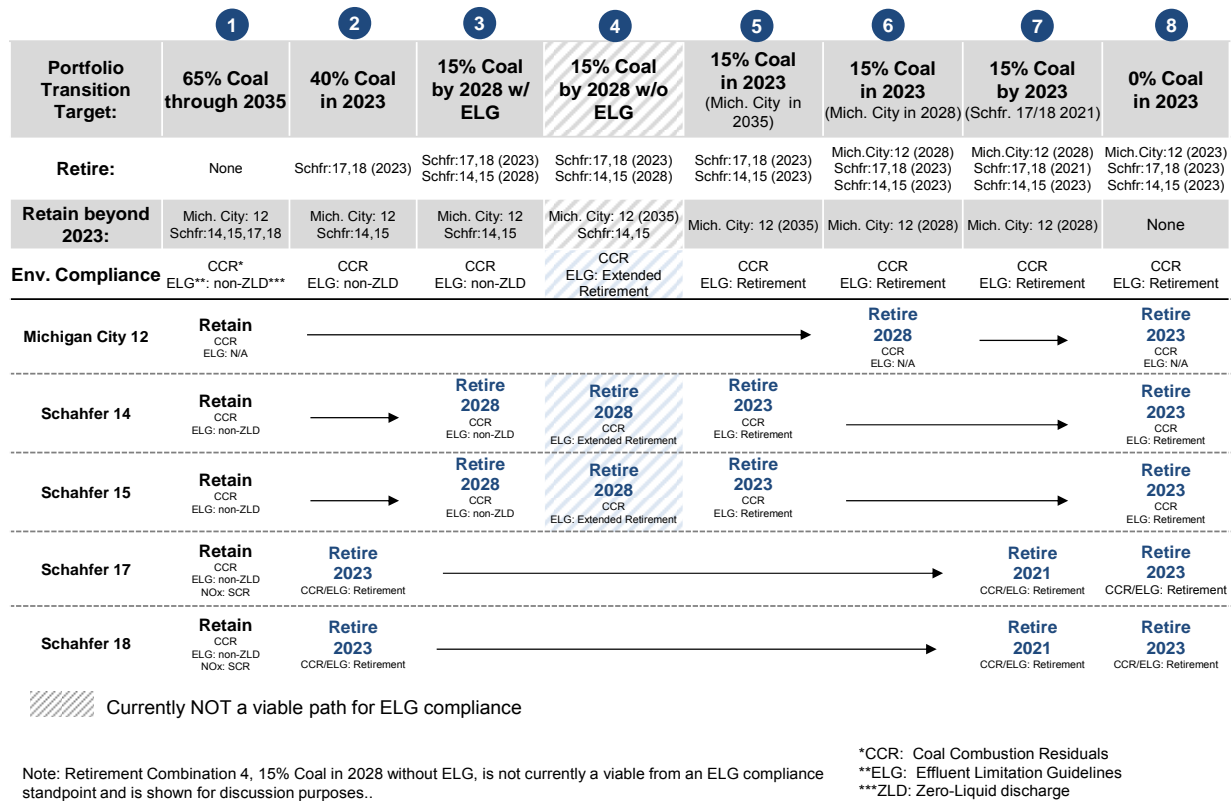 1 2 3 4 5 6 7 8
Portfolio Transition Target:
65% Coal through 2035
40% Coal in 2023
15% Coal by 2028 w/ ELG
15% Coal by 2028 w/o ELG
15% Coal in 2023 (Mich. City in 2035)
15% Coal in 2023 (Mich. City in 2028)
15% Coal by 2023 (Schfr. 17/18 2021)
0% Coal in 2023
Retire:
None
Schfr:17,18 (2023)
Schfr:17,18 (2023)
Schfr:14,15 (2028)
Schfr:17,18 (2023)
Schfr:14,15 (2028)
Schfr:17,18 (2023)
Schfr:14,15 (2023)
Mich.City:12 (2028)
Schfr:17,18 (2023)
Schfr:14,15 (2023)
Mich.City:12 (2028)
Schfr:17,18 (2021)
Schfr:14,15 (2023)
Mich.City:12 (2023)
Schfr:17,18 (2023)
Schfr:14,15 (2023)
Retain beyond 2023:
Mich. City: 12
Schfr:14,15,17,18
Mich. City: 12
Schfr:14,15
Mich. City: 12
Schfr:14,15
Mich. City: 12 (2035)
Schfr:14,15
Mich. City: 12 (2035)
Mich. City: 12 (2028)
Mich. City: 12 (2028)
None
Env. Compliance
CCR*
ELG**: non-ZLD***
CCR
ELG: non-ZLD
CCR
ELG: non-ZLD
CCR
ELG: Extended
Retirement
CCR
ELG: Retirement
CCR
ELG: Retirement
CCR
ELG: Retirement
CCR
ELG: Retirement
Michigan City 12
Retain
CCR
ELG: N/A
Retire
2028
CCR
ELG: N/A
Retire
2023
CCR
ELG: N/A
Schahfer 14
Retain
CCR
ELG: non-ZLD
Retire
2028
CCR
ELG: non-ZLD
Retire
2028
CCR
ELG: Extended Retirement
Retire
2023
CCR
ELG: Retirement
Retire
2023
CCR
ELG: Retirement
Schahfer 15
Retain
CCR
ELG: non-ZLD
Retire
2028
CCR
ELG: non-ZLD
Retire
2028
CCR
ELG: Extended Retirement
Retire
2023
CCR
ELG: Retirement
Retire
2023
CCR
ELG: Retirement
Schahfer 17
Retain
CCR
ELG: non-ZLD
NOx: SCR
Retire
2023
CCR/ELG: Retirement
Retire
2021
CCR/ELG: Retirement
Retire
2023
CCR/ELG: Retirement
Schahfer 18
Retain
CCR
ELG: non-ZLD
NOx: SCR
Retire
2023
CCR/ELG: Retirement
Retire
2021
CCR/ELG: Retirement
Retire
2023
CCR/ELG: Retirement
Currently NOT a viable path for ELG compliance
Note: Retirement Combination 4, 15% Coal in 2028 without ELG, is not currently a viable from an ELG compliance
standpoint and is shown for discussion purposes..
*CCR: Coal Combustion Residuals
**ELG: Effluent Limitation Guidelines
***ZLD: Zero-Liquid discharge